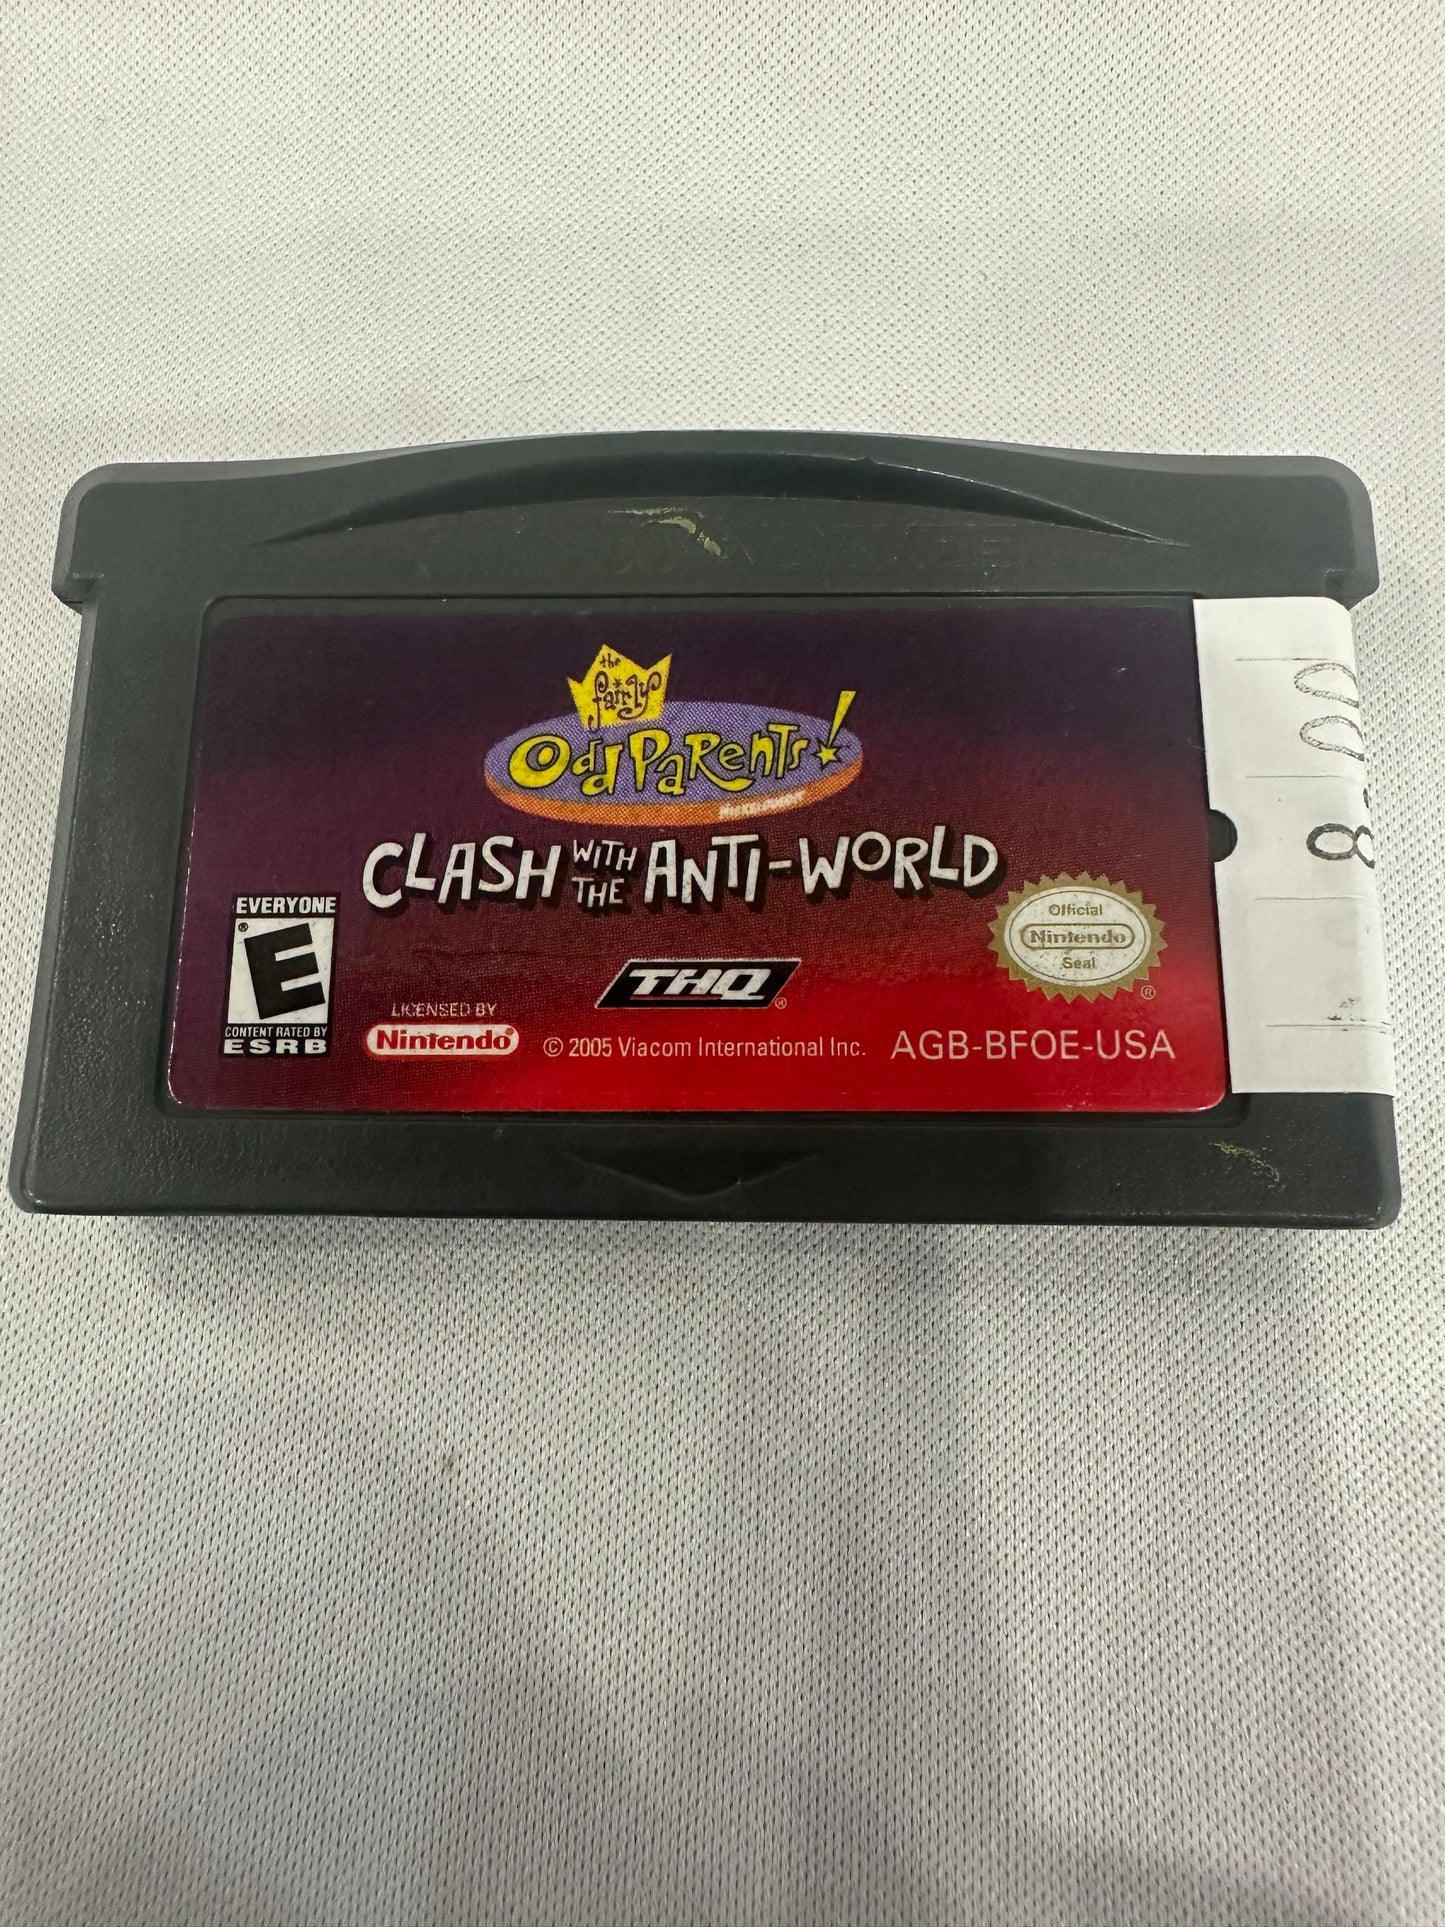 the
fairly
OddParents!
NICKELODEON
CLASH WITH THE ANTI-WORLD
EVERYONE
E
CONTENT RATED BY
ESRB
THQ ®
LICENSED BY
Nintendo®
© 2005 Viacom International Inc.
AGB-BFOE-USA
Official
Nintendo
Seal
®
8.00